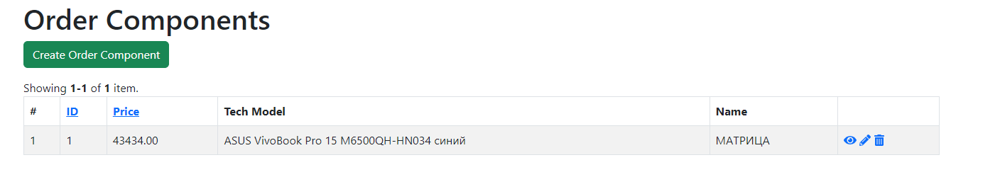 Order Components
Create Order Component
Showing 1-1 of 1 item.
# ID Price Tech Model Name
1 1 43434.00 ASUS VivoBook Pro 15 M6500QH-HN034 синий МАТРИЦА